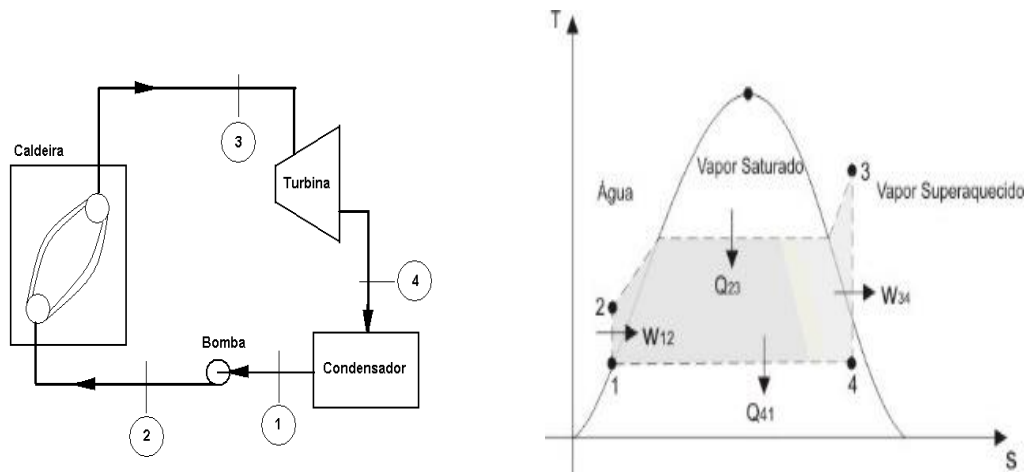 Caldeira
3
Turbina
4
Bomba
Condensador
1
2
T
Vapor Saturado
3
Água
Vapor Superaquecido
Q23
W34
2
W12
1
4
Q41
S